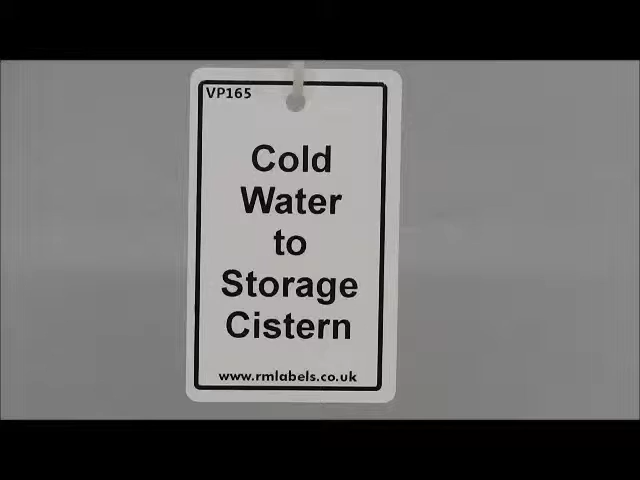 VP165
Cold
Water
to
Storage
Cistern
www.rmlabels.co.uk